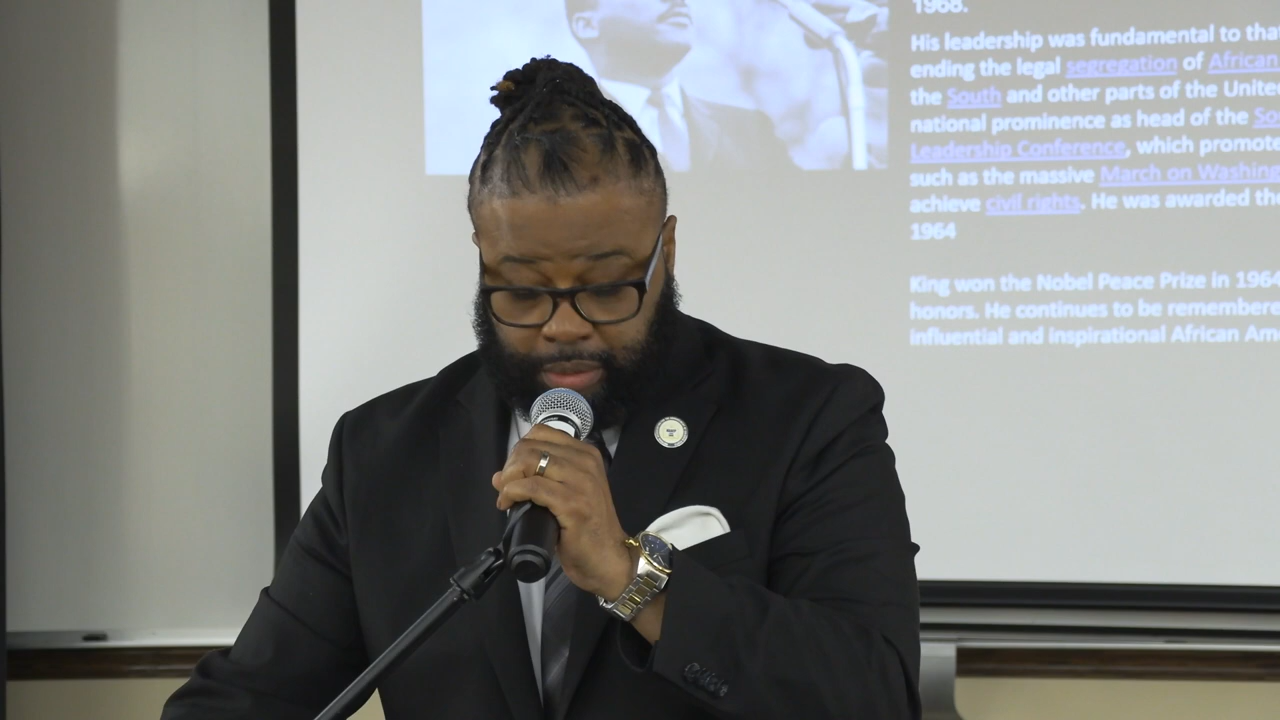 1968.
His leadership was fundamental to that
ending the legal segregation of African
the South and other parts of the United
national prominence as head of the So
Leadership Conference, which promote
such as the massive March on Washing
achieve civil rights. He was awarded the
1964
King won the Nobel Peace Prize in 1964
honors. He continues to be remembere
influential and inspirational African Am